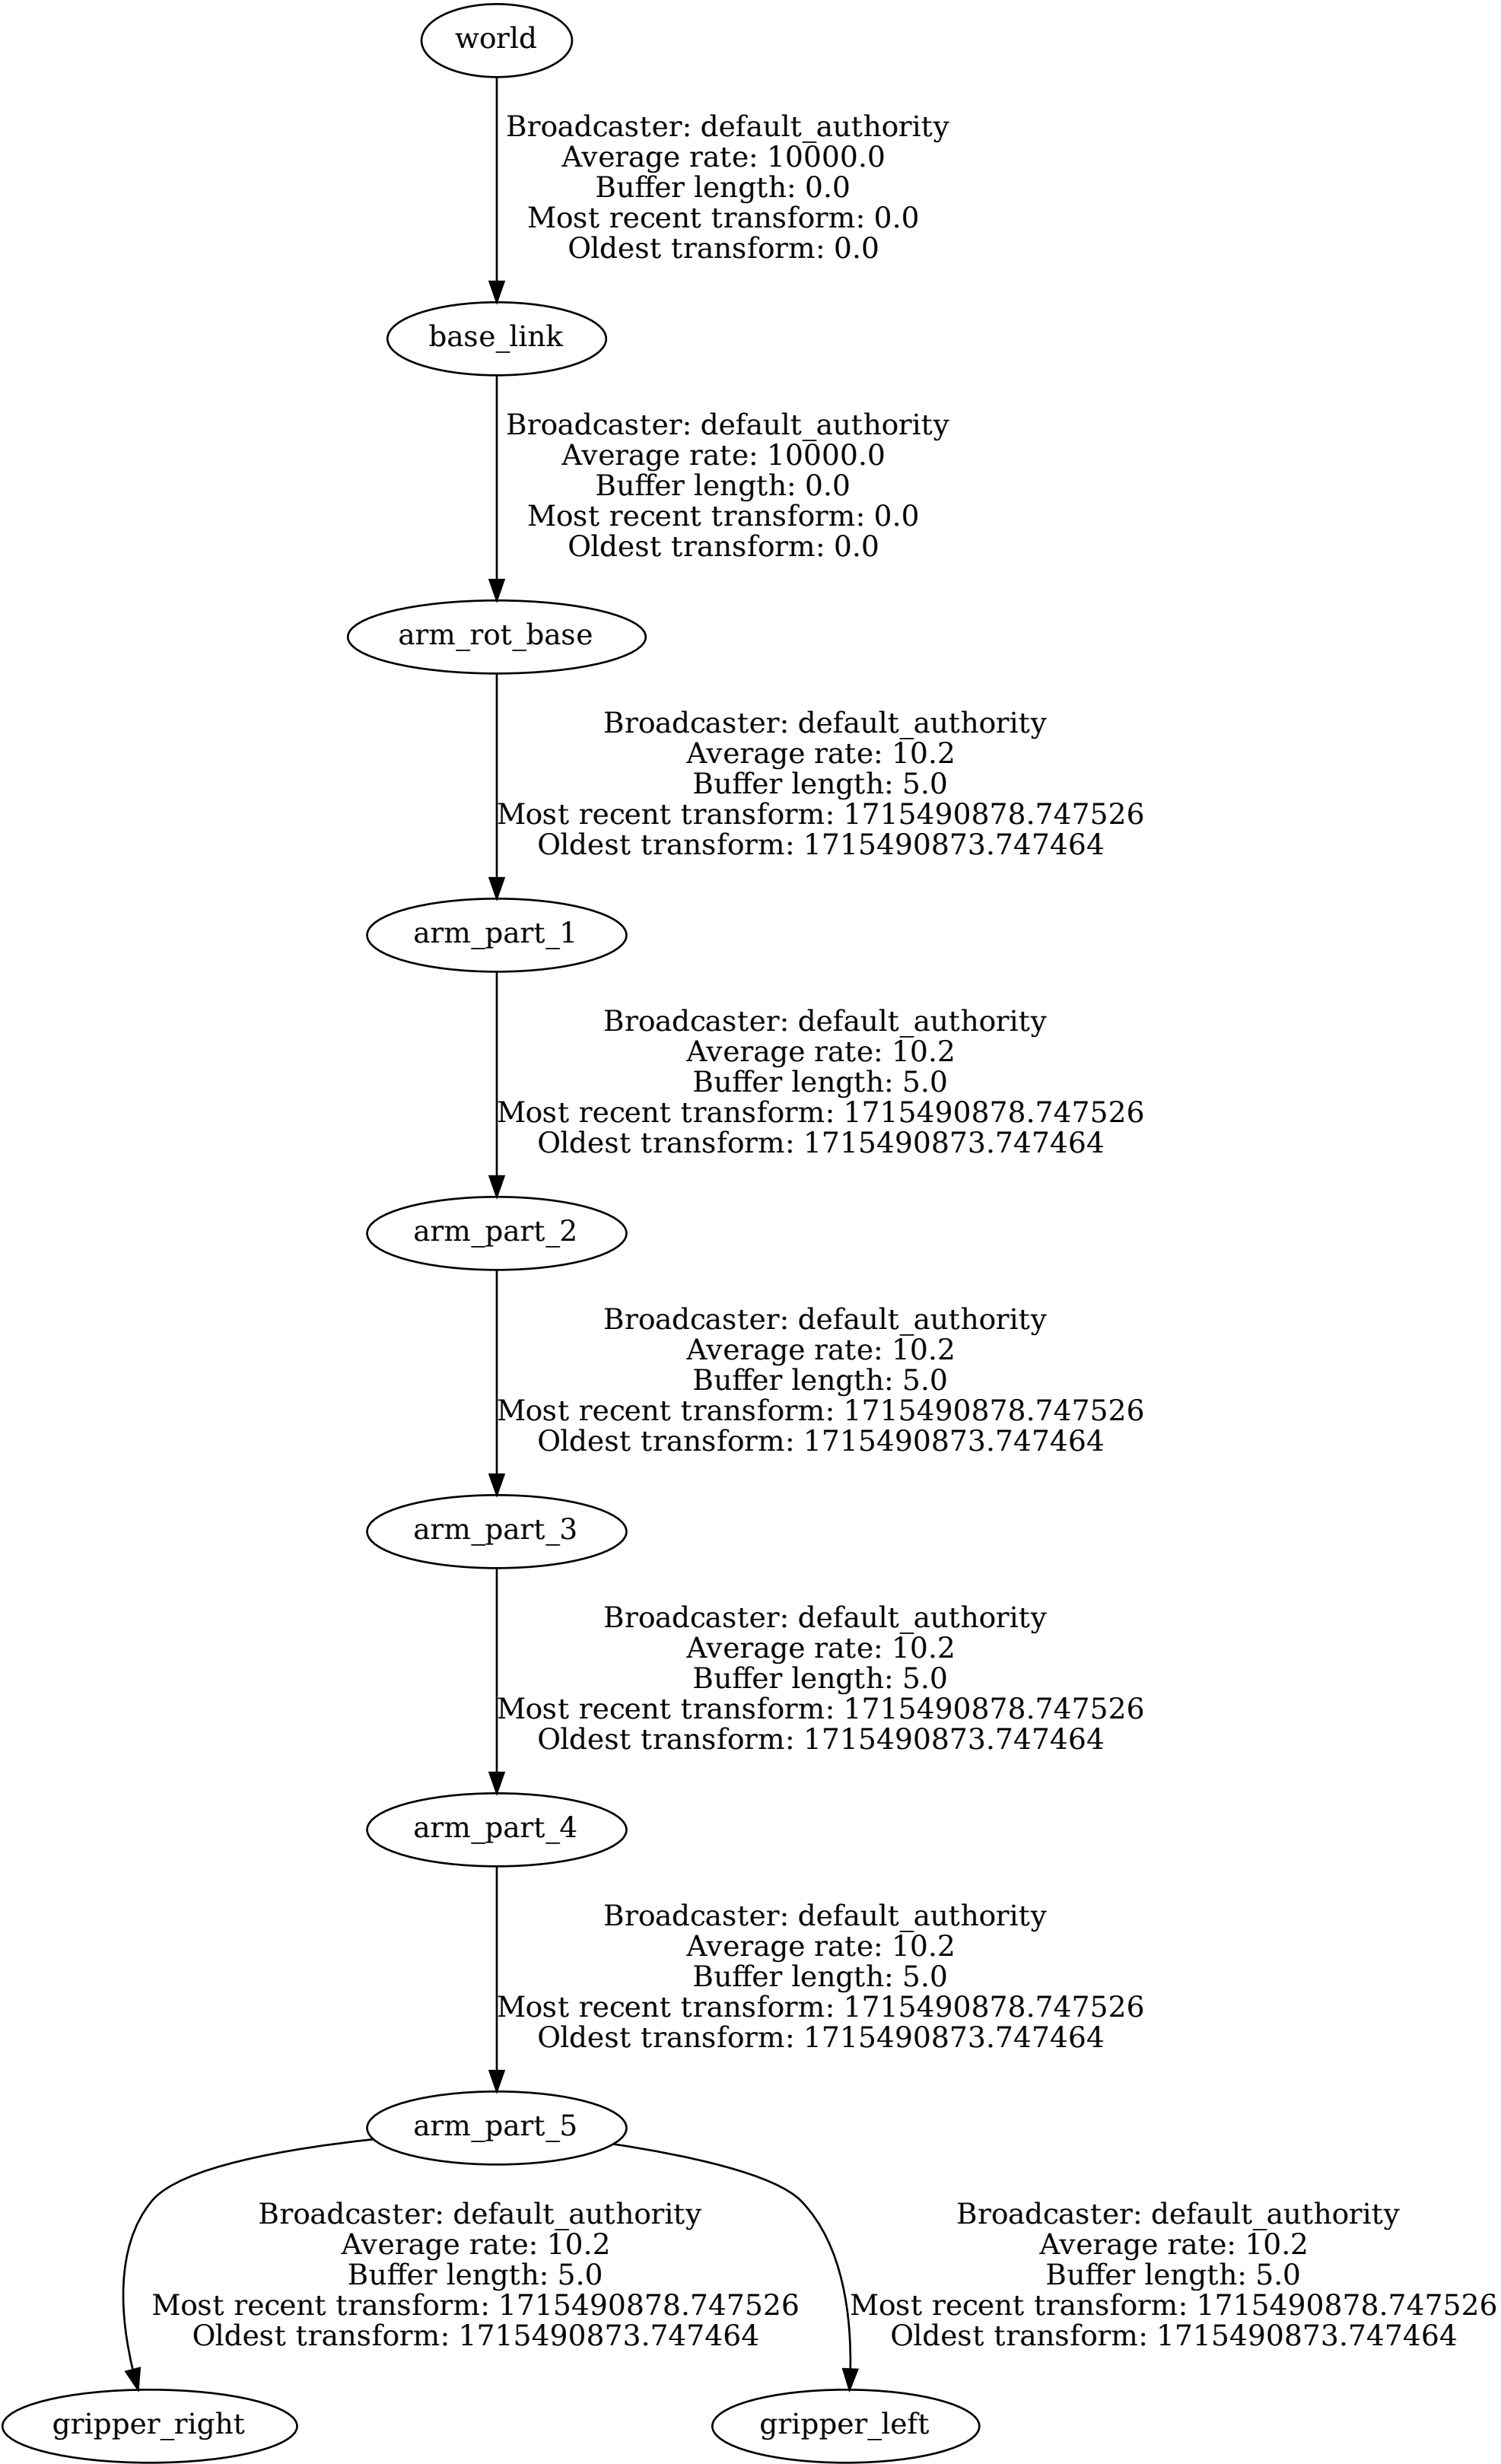 world
Broadcaster: default_authority
Average rate: 10000.0
Buffer length: 0.0
Most recent transform: 0.0
Oldest transform: 0.0
base_link
Broadcaster: default_authority
Average rate: 10000.0
Buffer length: 0.0
Most recent transform: 0.0
Oldest transform: 0.0
arm_rot_base
Broadcaster: default_authority
Average rate: 10.2
Buffer length: 5.0
Most recent transform: 1715490878.747526
Oldest transform: 1715490873.747464
arm_part_1
Broadcaster: default_authority
Average rate: 10.2
Buffer length: 5.0
Most recent transform: 1715490878.747526
Oldest transform: 1715490873.747464
arm_part_2
Broadcaster: default_authority
Average rate: 10.2
Buffer length: 5.0
Most recent transform: 1715490878.747526
Oldest transform: 1715490873.747464
arm_part_3
Broadcaster: default_authority
Average rate: 10.2
Buffer length: 5.0
Most recent transform: 1715490878.747526
Oldest transform: 1715490873.747464
arm_part_4
Broadcaster: default_authority
Average rate: 10.2
Buffer length: 5.0
Most recent transform: 1715490878.747526
Oldest transform: 1715490873.747464
arm_part_5
Broadcaster: default_authority
Average rate: 10.2
Buffer length: 5.0
Most recent transform: 1715490878.747526
Oldest transform: 1715490873.747464
Broadcaster: default_authority
Average rate: 10.2
Buffer length: 5.0
Most recent transform: 1715490878.747526
Oldest transform: 1715490873.747464
gripper_right
gripper_left